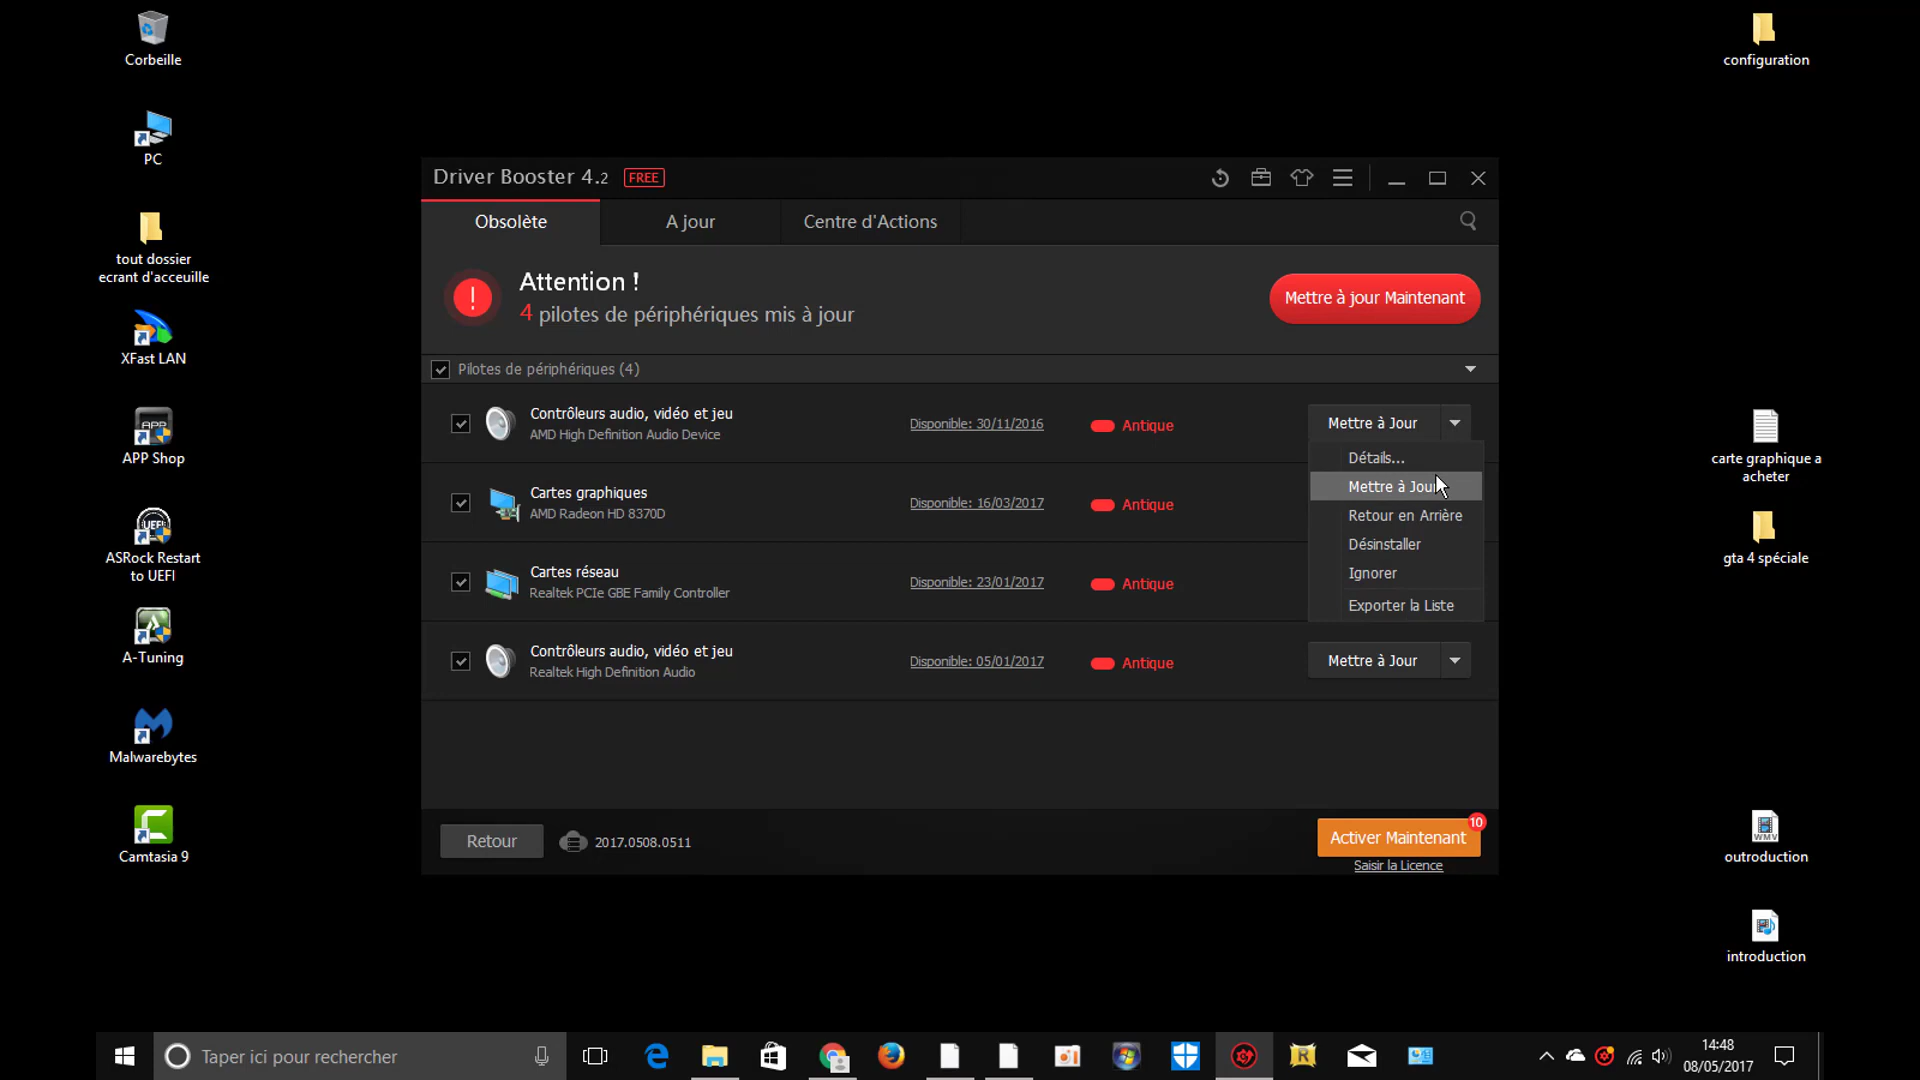 Corbeille
PC
tout dossier
ecrant d'acceuille
XFast LAN
APP
APP Shop
UEFI
ASRock Restart
to UEFI
A-Tuning
Malwarebytes
Camtasia 9
configuration
carte graphique a
acheter
gta 4 spéciale
WMV
outroduction
introduction
Driver Booster 4.2 FREE
Obsolète A jour Centre d'Actions
Attention !
4 pilotes de périphériques mis à jour
Mettre à jour Maintenant
Pilotes de périphériques (4)
Contrôleurs audio, vidéo et jeu
AMD High Definition Audio Device
Disponible: 30/11/2016 Antique Mettre à Jour
Détails...
Mettre à Jour
Retour en Arrière
Désinstaller
Ignorer
Exporter la Liste
Cartes graphiques
AMD Radeon HD 8370D
Disponible: 16/03/2017 Antique
Cartes réseau
Realtek PCIe GBE Family Controller
Disponible: 23/01/2017 Antique
Contrôleurs audio, vidéo et jeu
Realtek High Definition Audio
Disponible: 05/01/2017 Antique Mettre à Jour
Retour 2017.0508.0511
Activer Maintenant 10
Saisir la Licence
Taper ici pour rechercher
14:48
08/05/2017